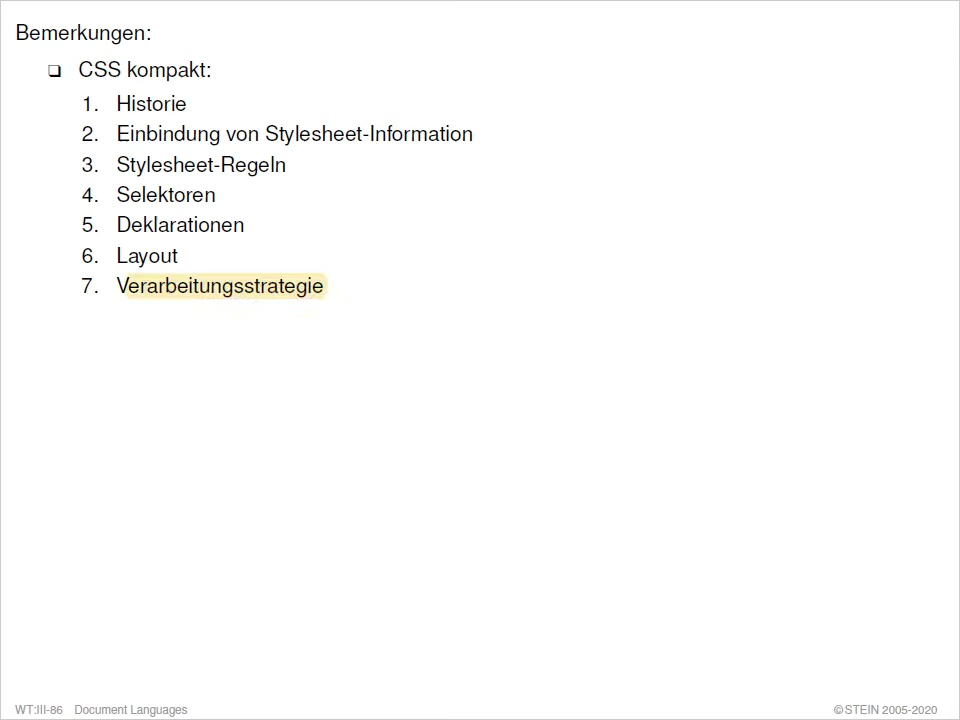 Bemerkungen:
❏ CSS kompakt:
1. Historie
2. Einbindung von Stylesheet-Information
3. Stylesheet-Regeln
4. Selektoren
5. Deklarationen
6. Layout
7. Verarbeitungsstrategie
WT:III-86 Document Languages ©STEIN 2005-2020